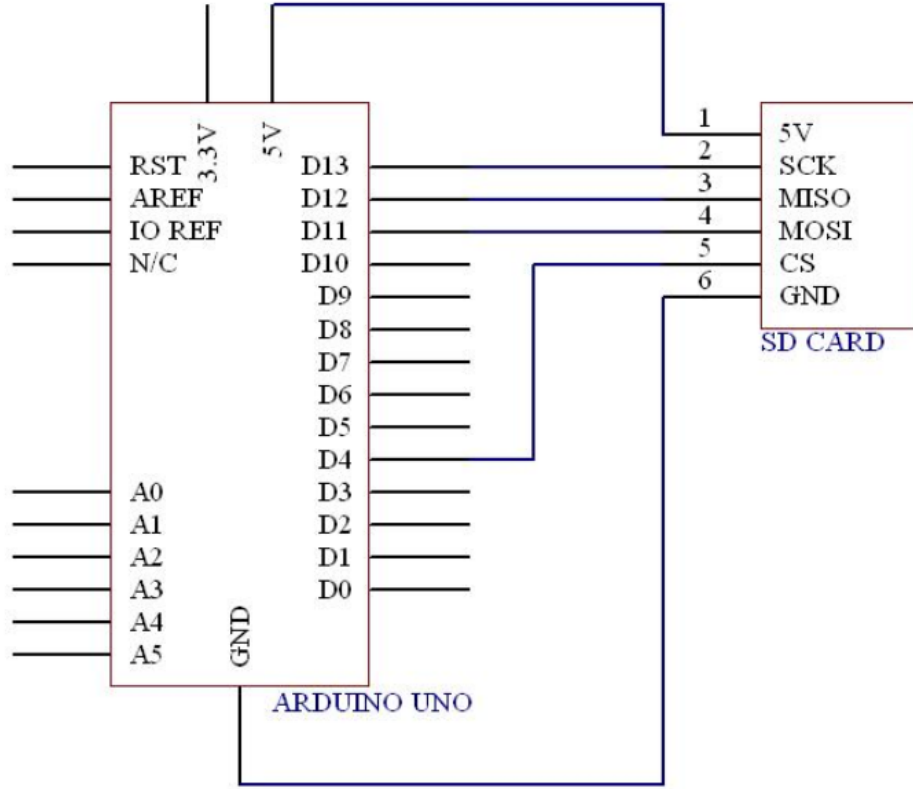 3.3V
5V
RST
AREF
IO REF
N/C
A0
A1
A2
A3
A4
A5
D13
D12
D11
D10
D9
D8
D7
D6
D5
D4
D3
D2
D1
D0
GND
ARDUINO UNO
1
2
3
4
5
6
5V
SCK
MISO
MOSI
CS
GND
SD CARD